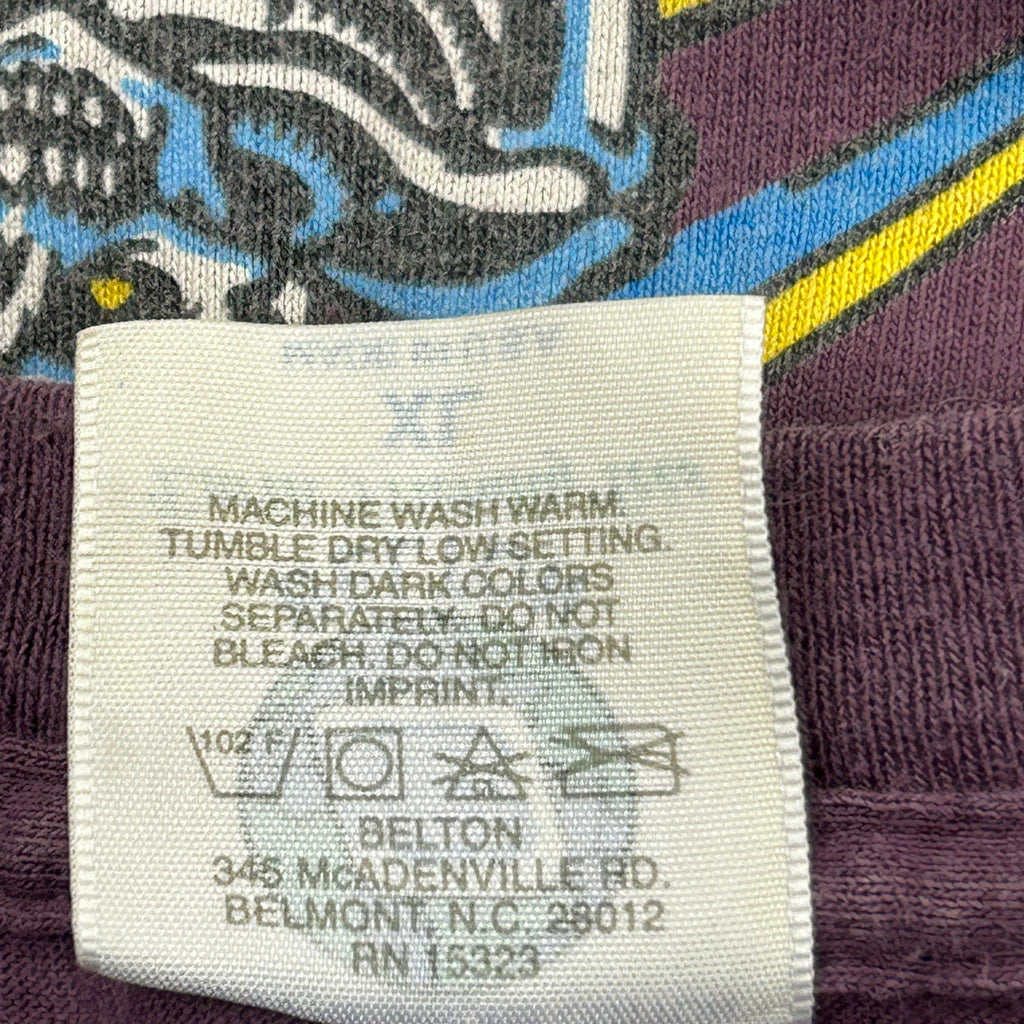 XL
MACHINE WASH WARM.
TUMBLE DRY LOW SETTING.
WASH DARK COLORS
SEPARATELY. DO NOT
BLEACH. DO NOT IRON
IMPRINT.
102 F
CL
BELTON
345 McADENVILLE RD.
BELMONT, N.C. 28012
RN 15323